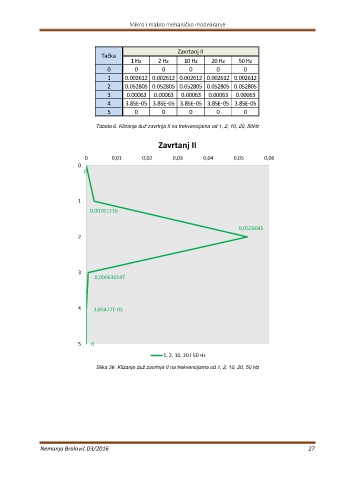 Mikro i makro mehaničko modeliranje
Tačka Zavrtanj II
1 Hz 2 Hz 10 Hz 20 Hz 50 Hz
0 0 0 0 0 0
1 0.002612 0.002612 0.002612 0.002612 0.002612
2 0.052805 0.052805 0.052805 0.052805 0.052805
3 0.00063 0.00063 0.00063 0.00063 0.00063
4 3.85E-05 3.85E-05 3.85E-05 3.85E-05 3.85E-05
5 0 0 0 0 0
Tabela 6. Klizanje duž zavrtnja II na frekvencijama od 1, 2, 10, 20, 50Hz
Zavrtanj II
0 0,01 0,02 0,03 0,04 0,05 0,06
0
0
1
0,00261216
0,0528045
2
3
0,000630147
4
3,85477E-05
5
0
1, 2, 10, 20 I 50 Hz
Slika 36 Klizanje duž zavrtnja II na frekvencijama od 1, 2, 10, 20, 50 Hz
Nemanja Bralović D3/2016 27